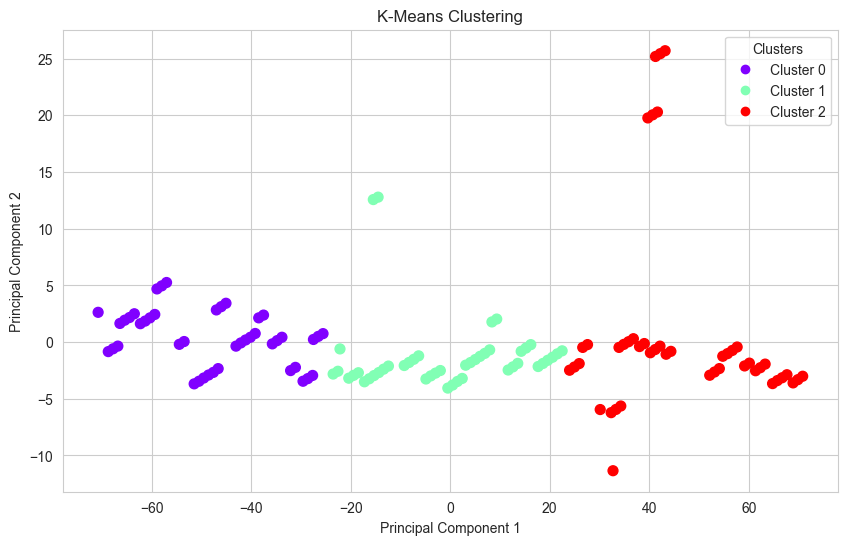 K-Means Clustering
Clusters
Cluster 0
Cluster 1
Cluster 2
25
20
15
10
5
0
−5
−10
Principal Component 2
−60
−40
−20
0
20
40
60
Principal Component 1